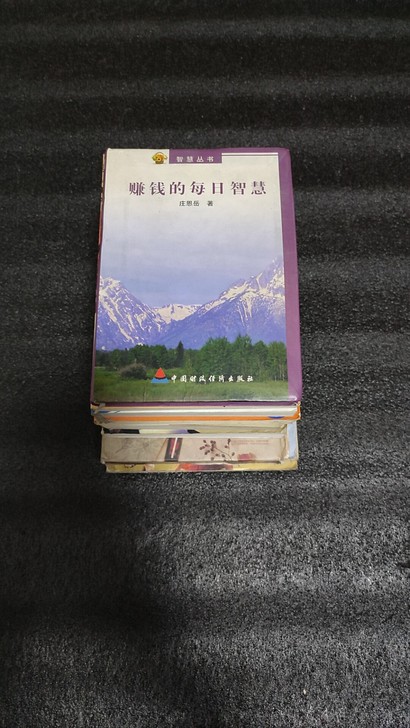 智慧丛书
赚钱的每日智慧
庄恩岳 著
中国财政经济出版社